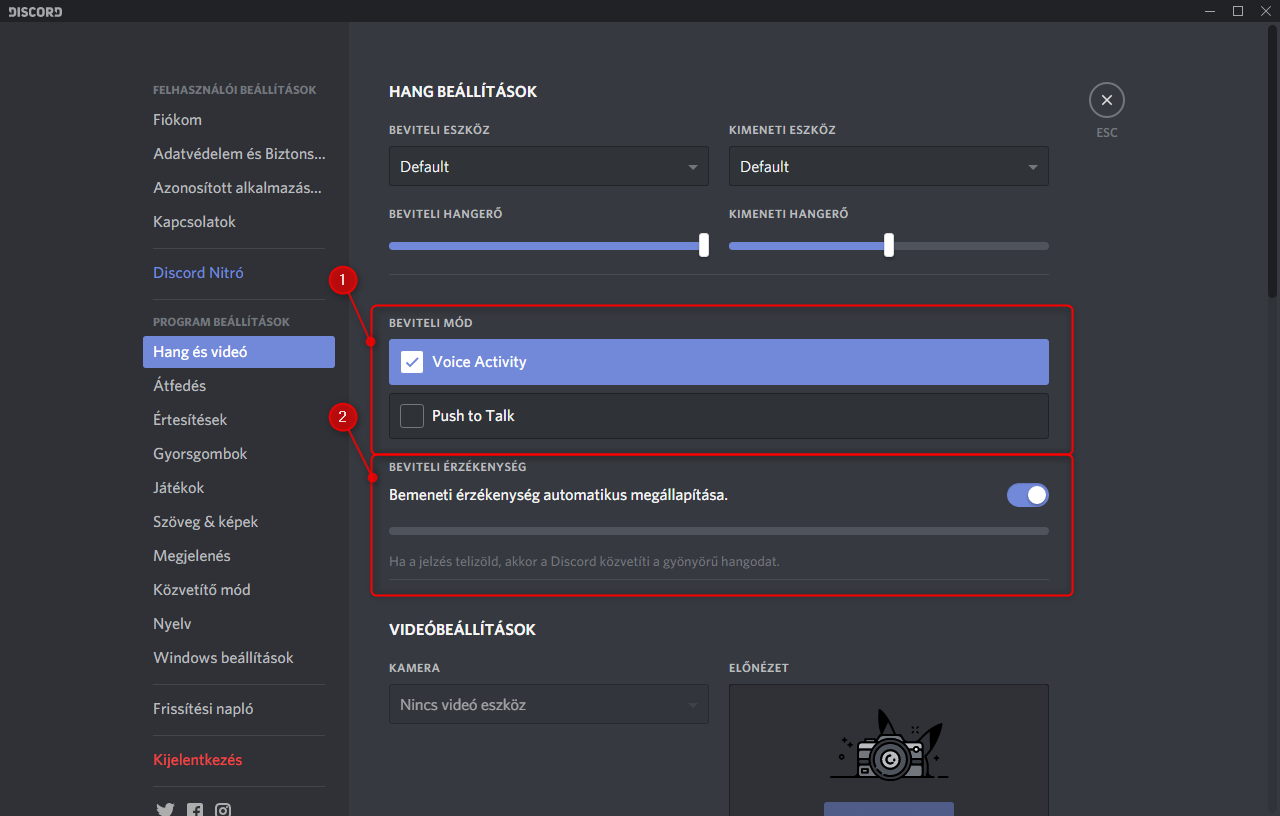 DISCORD
FELHASZNÁLÓI BEÁLLÍTÁSOK
Fiókom
Adatvédelem és Biztons...
Azonosított alkalmazás...
Kapcsolatok
Discord Nitró
PROGRAM BEÁLLÍTÁSOK
Hang és videó
Átfedés
Értesítések
Gyorsgombok
Játékok
Szöveg & képek
Megjelenés
Közvetítő mód
Nyelv
Windows beállítások
Frissítési napló
Kijelentkezés
HANG BEÁLLÍTÁSOK
ESC
BEVITELI ESZKÖZ
KIMENETI ESZKÖZ
Default
Default
BEVITELI HANGERŐ
KIMENETI HANGERŐ
1
BEVITELI MÓD
Voice Activity
Push to Talk
2
BEVITELI ÉRZÉKENYSÉG
Bemeneti érzékenység automatikus megállapítása.
Ha a jelzés telizöld, akkor a Discord közvetíti a gyönyörű hangodat.
VIDEÓBEÁLLÍTÁSOK
KAMERA
ELŐNÉZET
Nincs videó eszköz